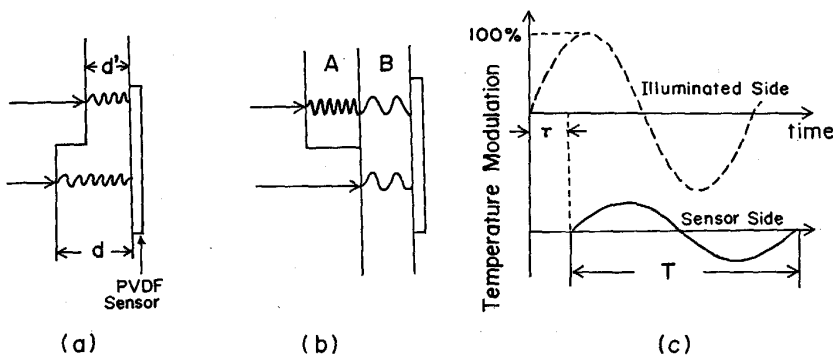 d'
d
PVDF
Sensor
(a)
A
B
(b)
100%
Temperature Modulation
Illuminated Side
time
τ
Sensor Side
T
(c)